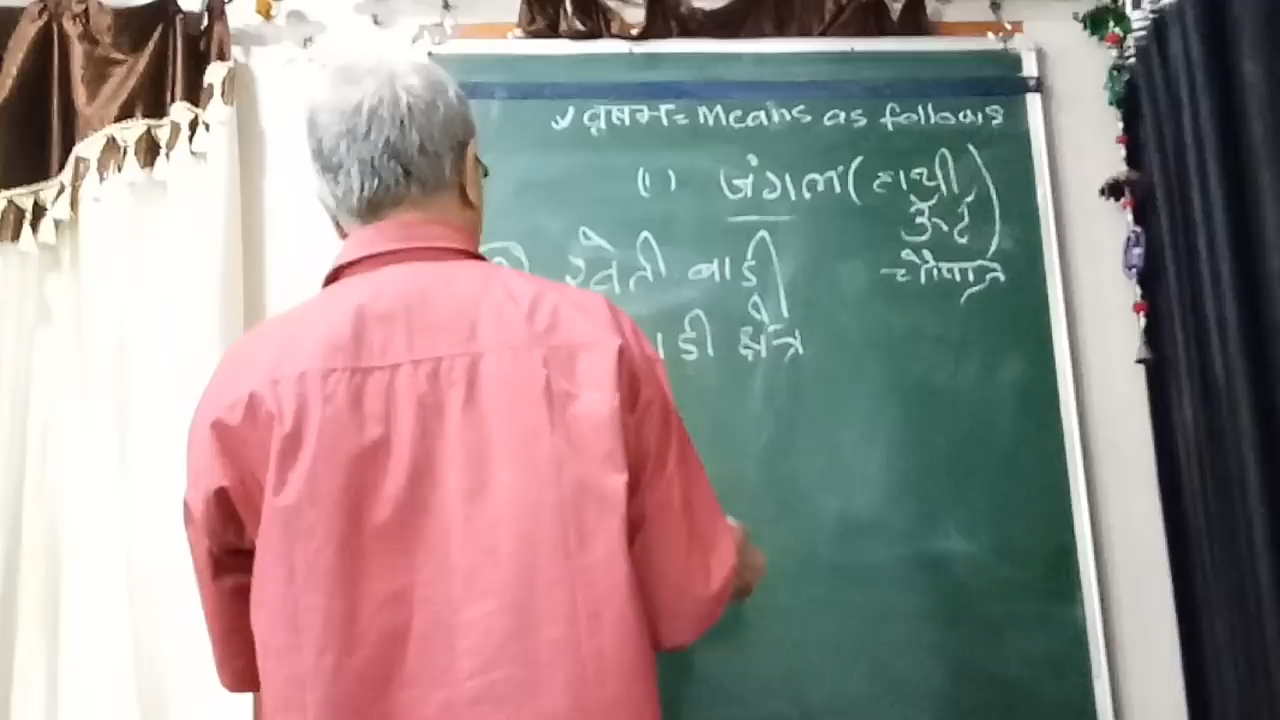 ✓ वृषभ = Means as follows
(1) जंगल (हाथी,
ऊँट)
चौपाए
खेती बाडी
डी क्षेत्र